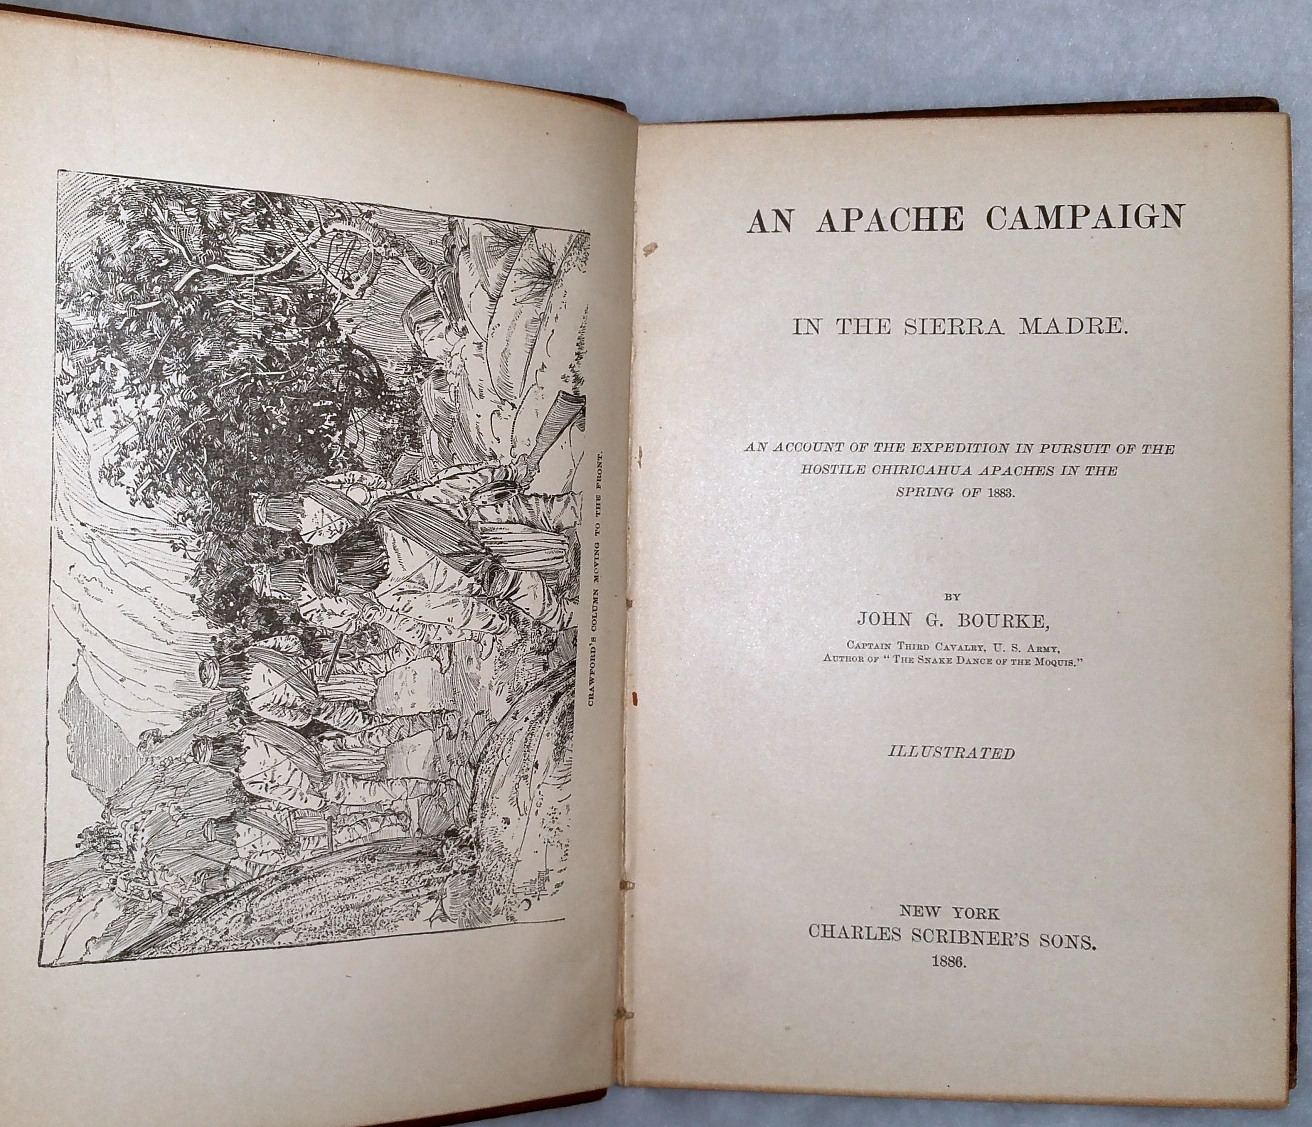 CRAWFORD'S COLUMN MOVING TO THE FRONT.
AN APACHE CAMPAIGN
IN THE SIERRA MADRE.
AN ACCOUNT OF THE EXPEDITION IN PURSUIT OF THE
HOSTILE CHIRICAHUA APACHES IN THE
SPRING OF 1883.
BY
JOHN G. BOURKE,
CAPTAIN THIRD CAVALRY, U. S. ARMY,
AUTHOR OF "THE SNAKE DANCE OF THE MOQUIS."
ILLUSTRATED
NEW YORK
CHARLES SCRIBNER'S SONS.
1886.